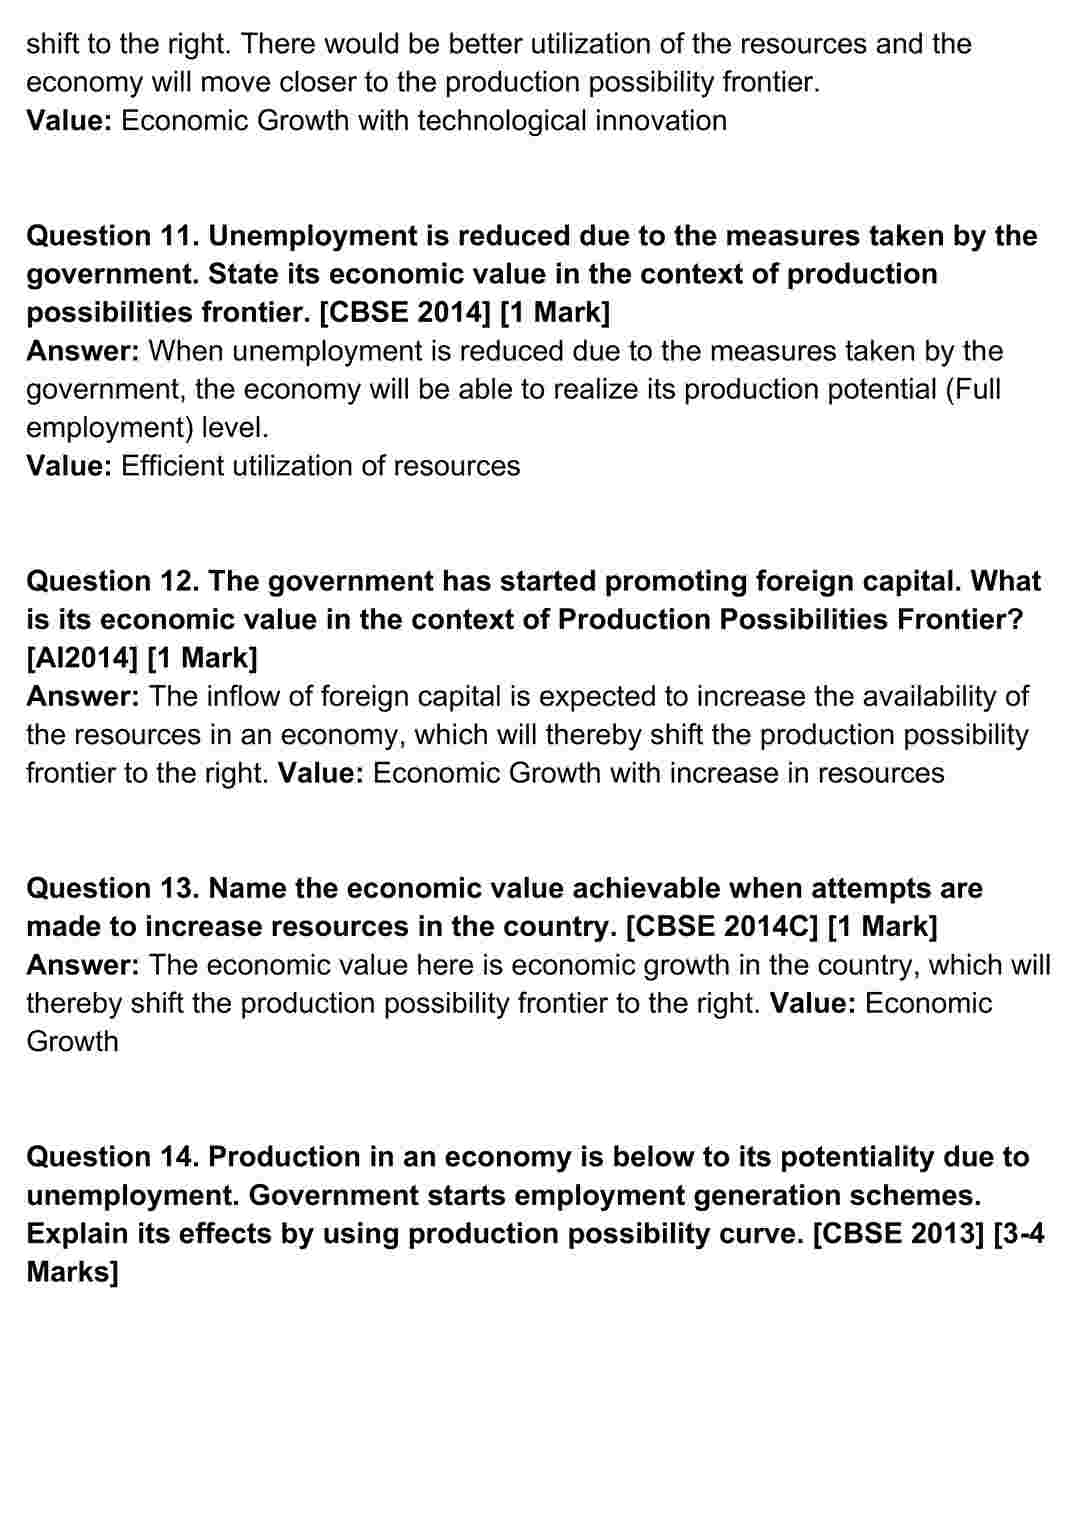 shift to the right. There would be better utilization of the resources and the
economy will move closer to the production possibility frontier.
Value: Economic Growth with technological innovation
Question 11. Unemployment is reduced due to the measures taken by the
government. State its economic value in the context of production
possibilities frontier. [CBSE 2014] [1 Mark]
Answer: When unemployment is reduced due to the measures taken by the
government, the economy will be able to realize its production potential (Full
employment) level.
Value: Efficient utilization of resources
Question 12. The government has started promoting foreign capital. What
is its economic value in the context of Production Possibilities Frontier?
[AI2014] [1 Mark]
Answer: The inflow of foreign capital is expected to increase the availability of
the resources in an economy, which will thereby shift the production possibility
frontier to the right. Value: Economic Growth with increase in resources
Question 13. Name the economic value achievable when attempts are
made to increase resources in the country. [CBSE 2014C] [1 Mark]
Answer: The economic value here is economic growth in the country, which will
thereby shift the production possibility frontier to the right. Value: Economic
Growth
Question 14. Production in an economy is below to its potentiality due to
unemployment. Government starts employment generation schemes.
Explain its effects by using production possibility curve. [CBSE 2013] [3-4
Marks]